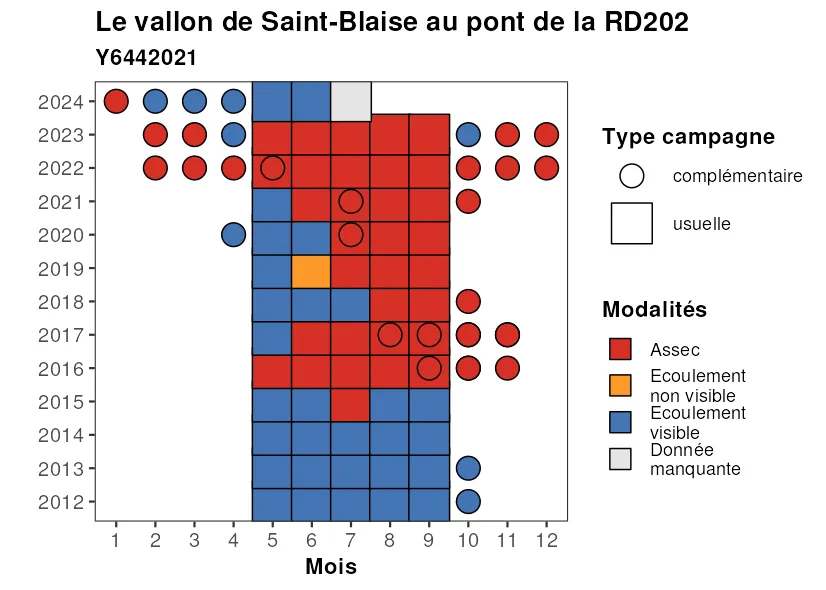 Le vallon de Saint-Blaise au pont de la RD202
Y6442021
2024
2023
2022
2021
2020
2019
2018
2017
2016
2015
2014
2013
2012
1 2 3 4 5 6 7 8 9 10 11 12
Mois
Type campagne
complémentaire
usuelle
Modalités
Assec
Ecoulement
non visible
Ecoulement
visible
Donnée
manquante